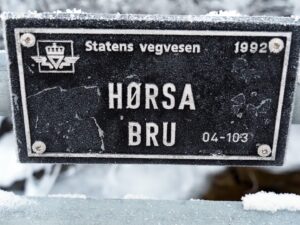 Statens vegvesen 1992
HØRSA
BRU 04-103